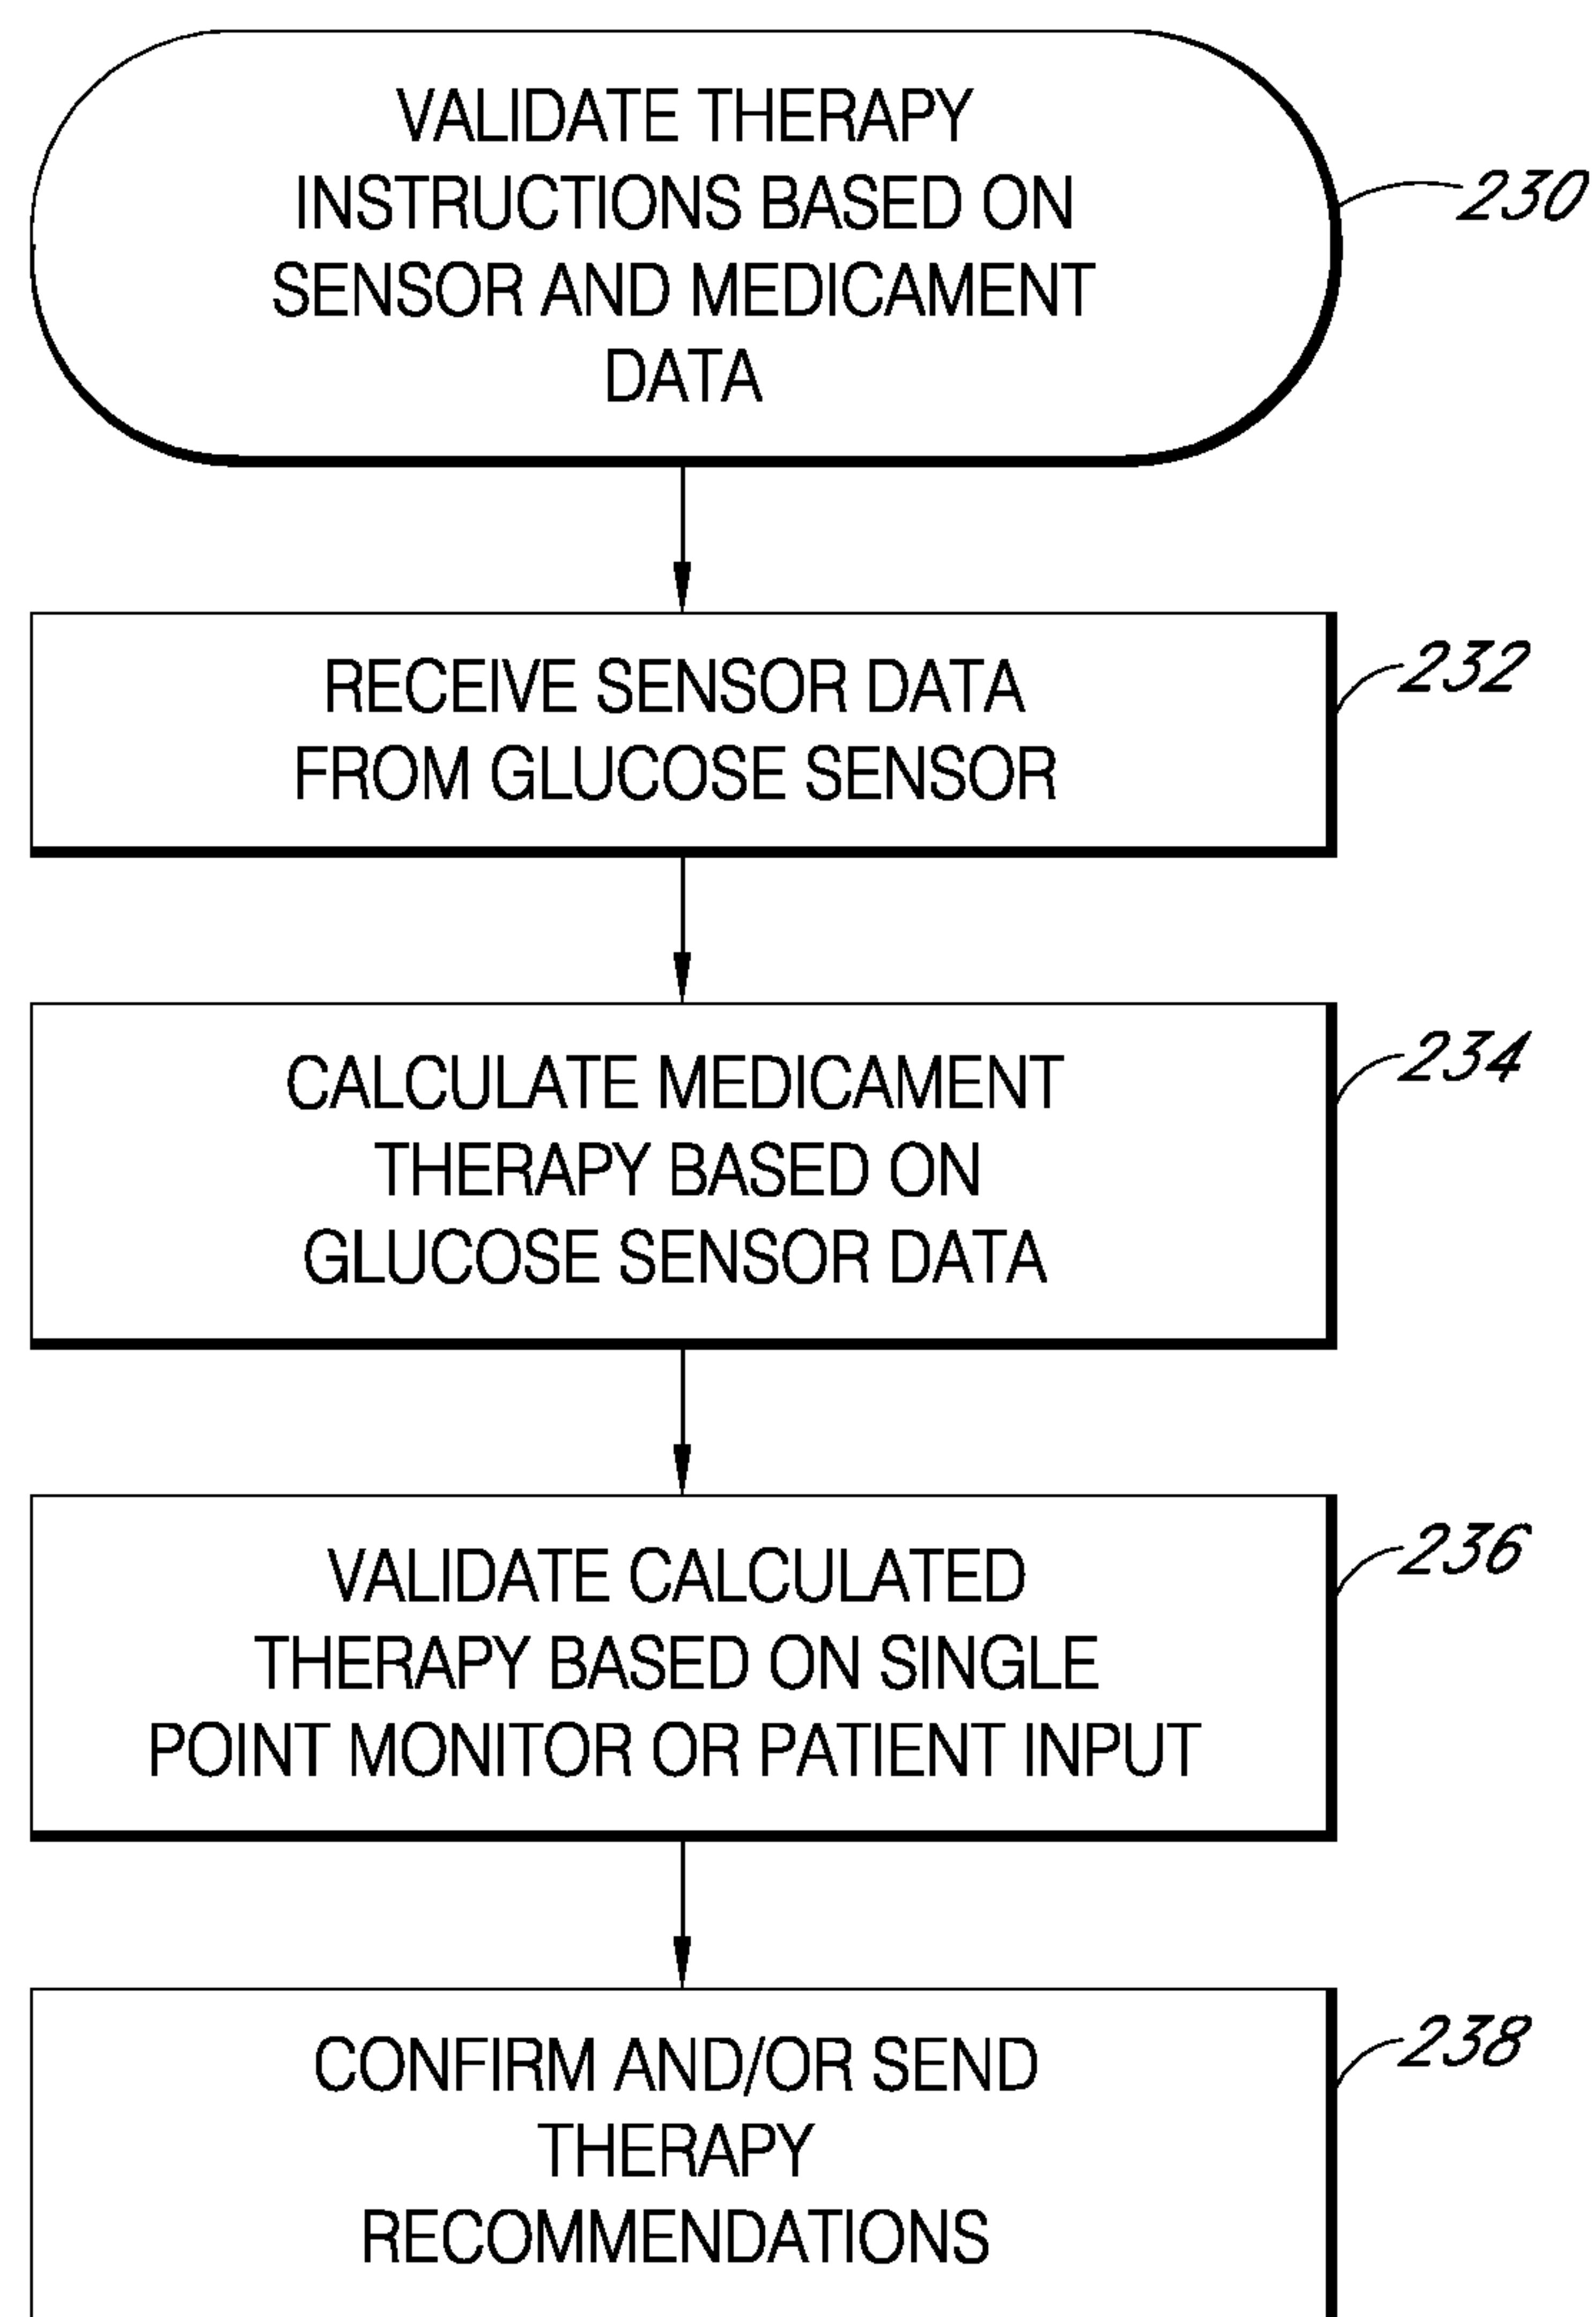 VALIDATE THERAPY
INSTRUCTIONS BASED ON
SENSOR AND MEDICAMENT
DATA
230
RECEIVE SENSOR DATA
FROM GLUCOSE SENSOR
232
CALCULATE MEDICAMENT
THERAPY BASED ON
GLUCOSE SENSOR DATA
234
VALIDATE CALCULATED
THERAPY BASED ON SINGLE
POINT MONITOR OR PATIENT INPUT
236
CONFIRM AND/OR SEND
THERAPY
RECOMMENDATIONS
238